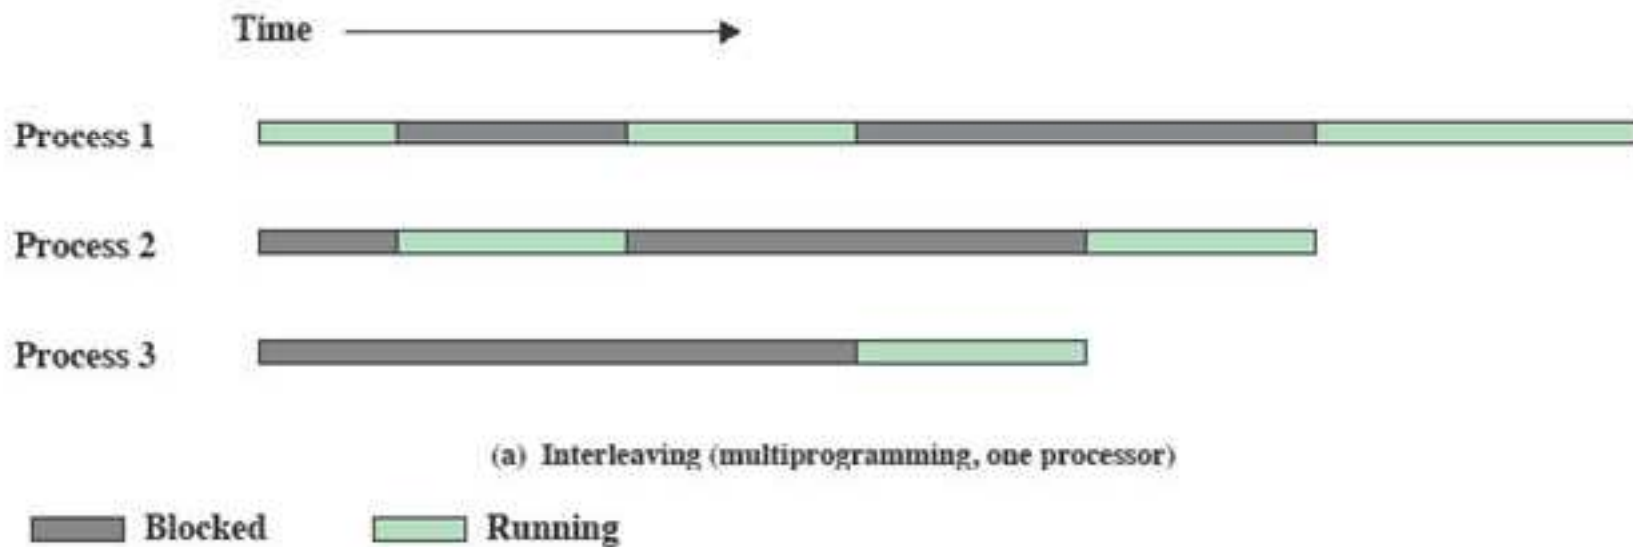 Time
Process 1
Process 2
Process 3
(a) Interleaving (multiprogramming, one processor)
Blocked
Running